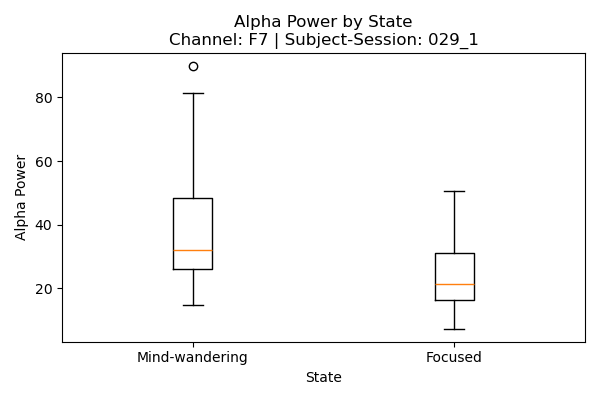 Alpha Power by State
Channel: F7 | Subject-Session: 029_1
80
60
40
20
Alpha Power
Mind-wandering
Focused
State